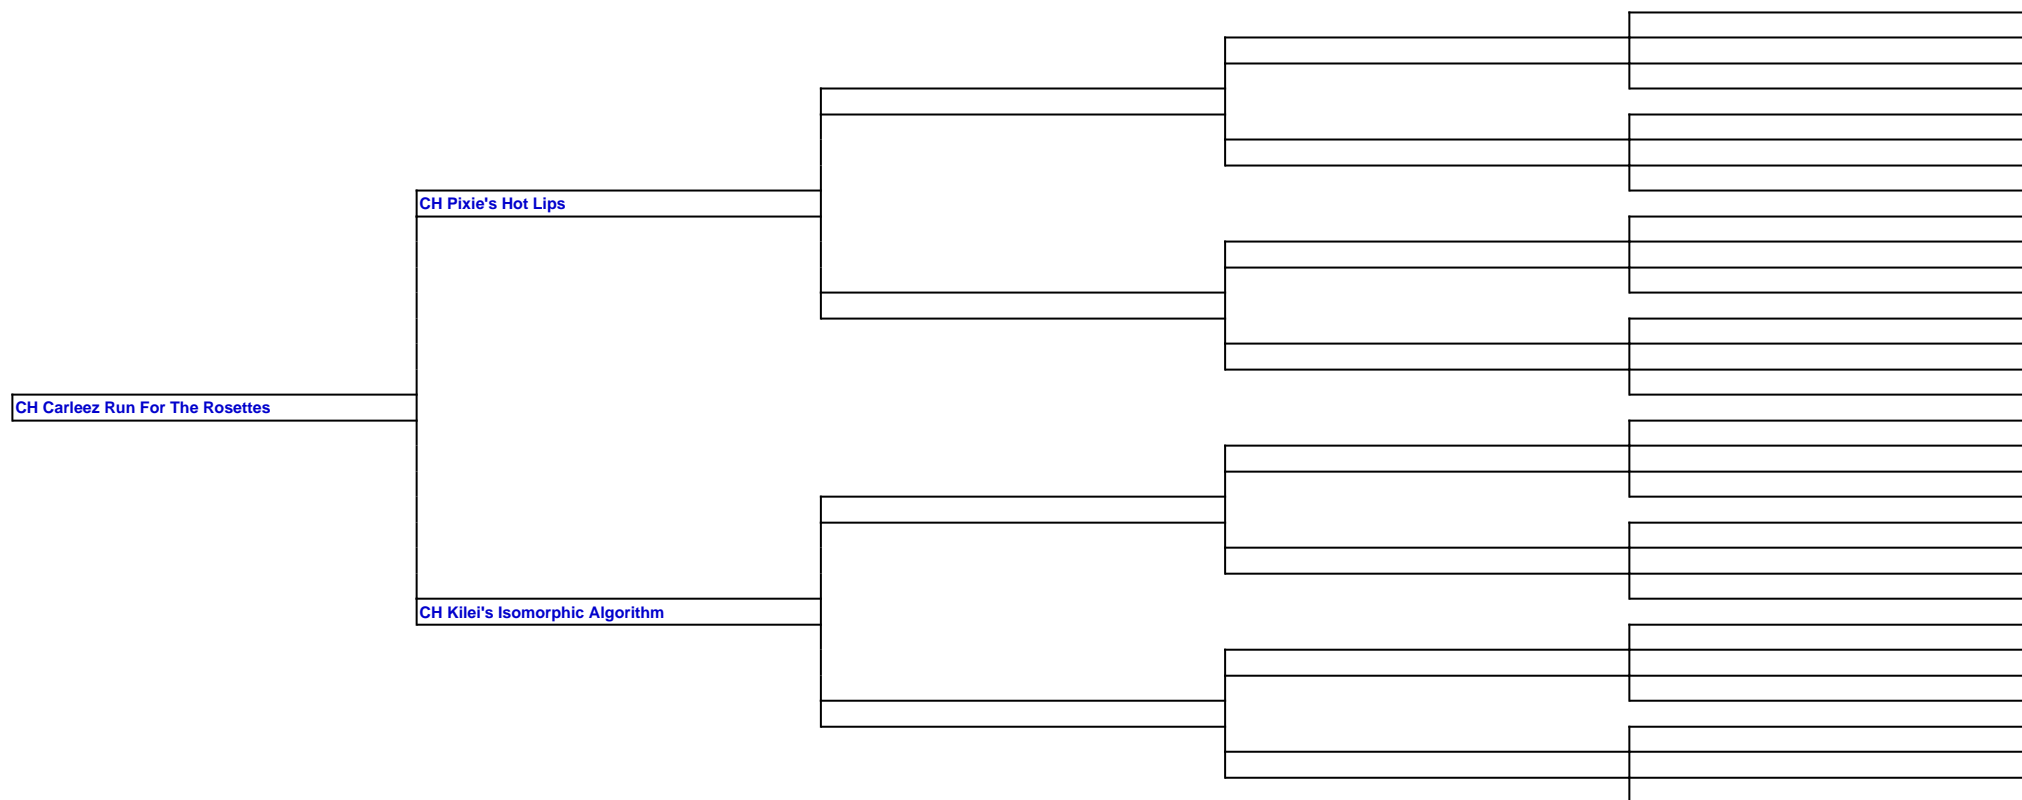 CH Pixie's Hot Lips
CH Carleez Run For The Rosettes
CH Kilei's Isomorphic Algorithm